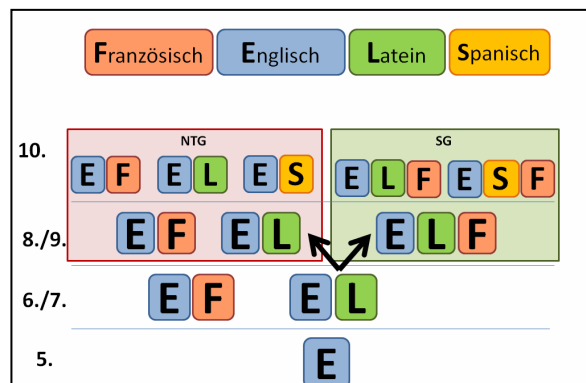 Französisch Englisch Latein Spanisch
NTG SG
10.
E F E L E S E L F E S F
8./9.
E F E L E L F
6./7.
E F E L
5.
E